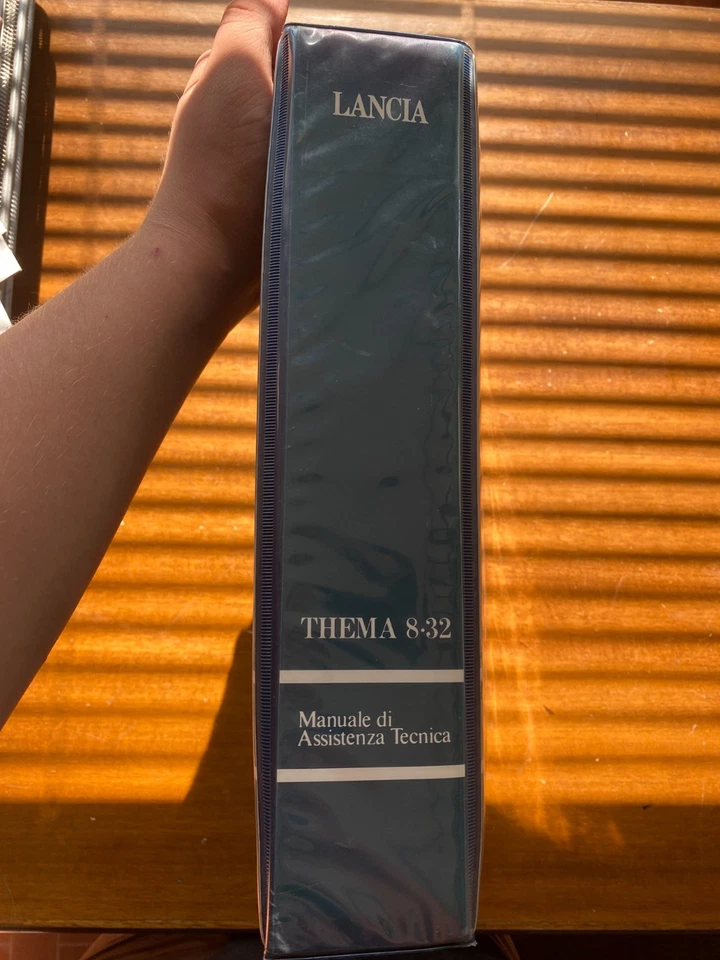 LANCIA
THEMA 8·32
Manuale di
Assistenza Tecnica